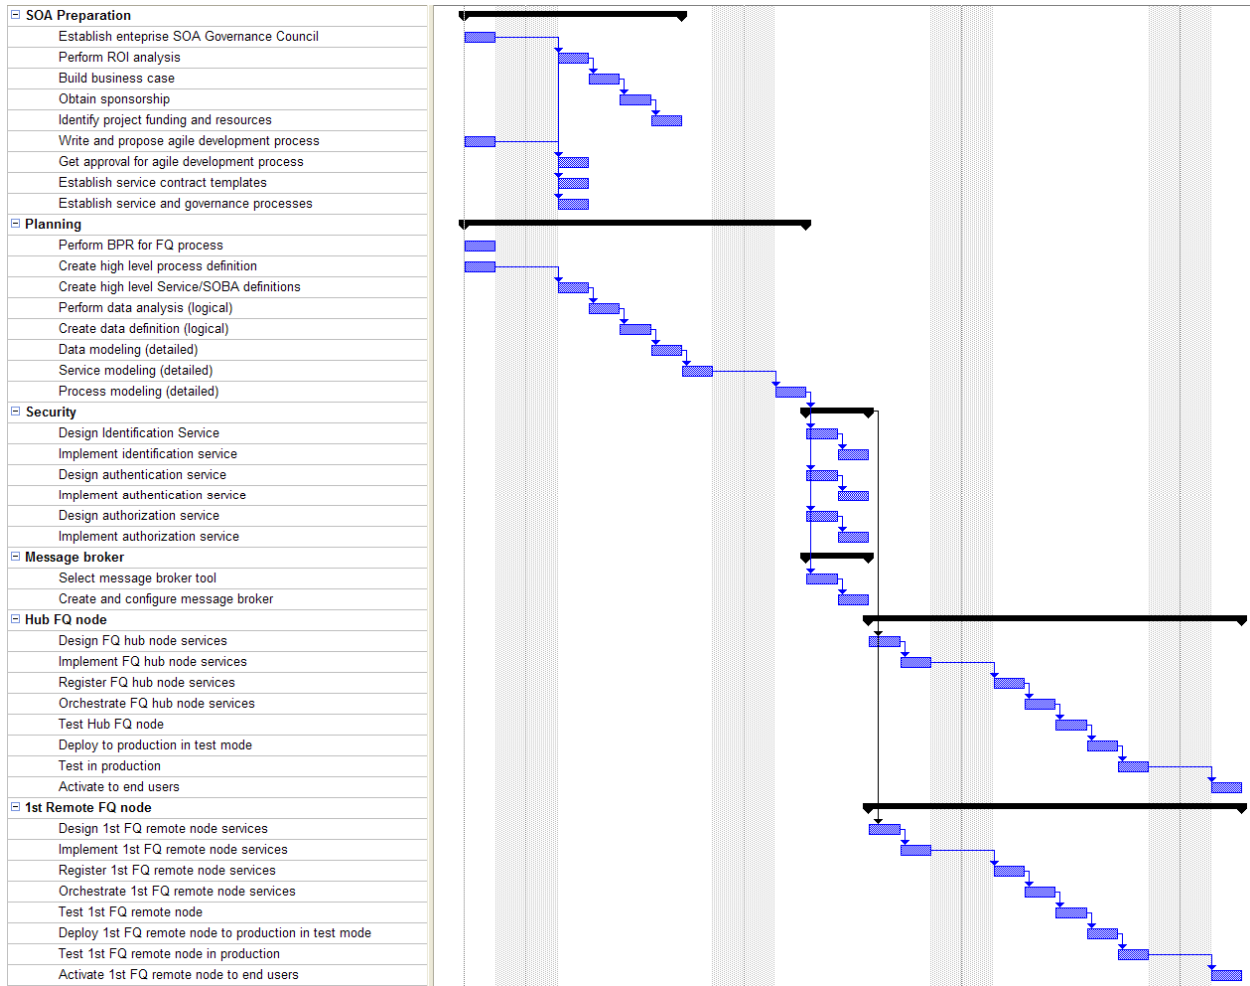 SOA Preparation
Establish enteprise SOA Governance Council
Perform ROI analysis
Build business case
Obtain sponsorship
Identify project funding and resources
Write and propose agile development process
Get approval for agile development process
Establish service contract templates
Establish service and governance processes
Planning
Perform BPR for FQ process
Create high level process definition
Create high level Service/SOBA definitions
Perform data analysis (logical)
Create data definition (logical)
Data modeling (detailed)
Service modeling (detailed)
Process modeling (detailed)
Security
Design Identification Service
Implement identification service
Design authentication service
Implement authentication service
Design authorization service
Implement authorization service
Message broker
Select message broker tool
Create and configure message broker
Hub FQ node
Design FQ hub node services
Implement FQ hub node services
Register FQ hub node services
Orchestrate FQ hub node services
Test Hub FQ node
Deploy to production in test mode
Test in production
Activate to end users
1st Remote FQ node
Design 1st FQ remote node services
Implement 1st FQ remote node services
Register 1st FQ remote node services
Orchestrate 1st FQ remote node services
Test 1st FQ remote node
Deploy 1st FQ remote node to production in test mode
Test 1st FQ remote node in production
Activate 1st FQ remote node to end users